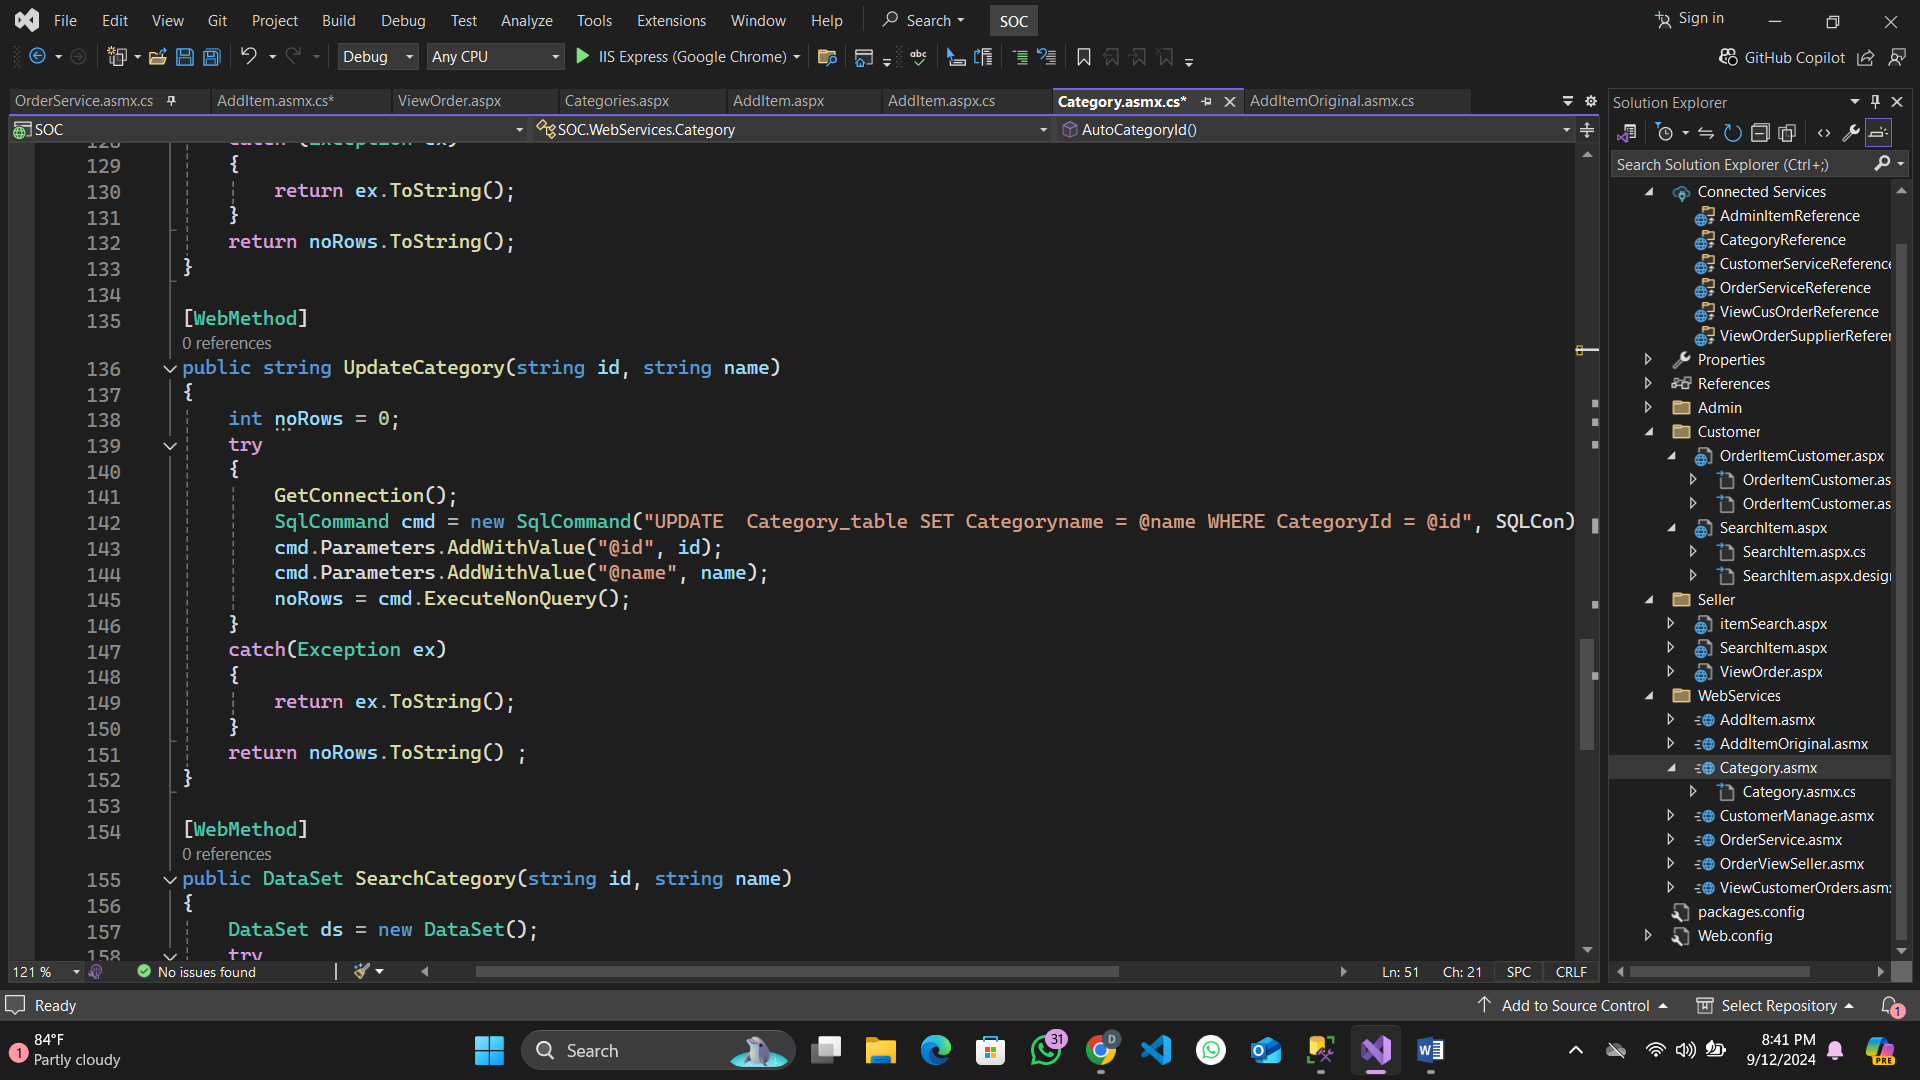 File Edit View Git Project Build Debug Test Analyze Tools Extensions Window Help Search SOC Sign in
Debug Any CPU IIS Express (Google Chrome) abc GitHub Copilot
OrderService.asmx.cs AddItem.asmx.cs* ViewOrder.aspx Categories.aspx AddItem.aspx AddItem.aspx.cs Category.asmx.cs* AddItemOriginal.asmx.cs
SOC SOC.WebServices.Category AutoCategoryId()
128 catch (Exception ex)
129 {
130 return ex.ToString();
131 }
132 return noRows.ToString();
133 }
134
135 [WebMethod]
0 references
136 public string UpdateCategory(string id, string name)
137 {
138 int noRows = 0;
139 try
140 {
141 GetConnection();
142 SqlCommand cmd = new SqlCommand("UPDATE  Category_table SET Categoryname = @name WHERE CategoryId = @id", SQLCon)
143 cmd.Parameters.AddWithValue("@id", id);
144 cmd.Parameters.AddWithValue("@name", name);
145 noRows = cmd.ExecuteNonQuery();
146 }
147 catch(Exception ex)
148 {
149 return ex.ToString();
150 }
151 return noRows.ToString() ;
152 }
153
154 [WebMethod]
0 references
155 public DataSet SearchCategory(string id, string name)
156 {
157 DataSet ds = new DataSet();
158 try
121 % No issues found Ln: 51 Ch: 21 SPC CRLF
Solution Explorer
Search Solution Explorer (Ctrl+;)
Connected Services
AdminItemReference
CategoryReference
CustomerServiceReference
OrderServiceReference
ViewCusOrderReference
ViewOrderSupplierReferen
Properties
References
Admin
Customer
OrderItemCustomer.aspx
OrderItemCustomer.as
OrderItemCustomer.as
SearchItem.aspx
SearchItem.aspx.cs
SearchItem.aspx.desig
Seller
itemSearch.aspx
SearchItem.aspx
ViewOrder.aspx
WebServices
AddItem.asmx
AddItemOriginal.asmx
Category.asmx
Category.asmx.cs
CustomerManage.asmx
OrderService.asmx
OrderViewSeller.asmx
ViewCustomerOrders.asmx
packages.config
Web.config
Ready Add to Source Control Select Repository 1
1 84°F
Partly cloudy
Search
31
D
PRE
8:41 PM
9/12/2024